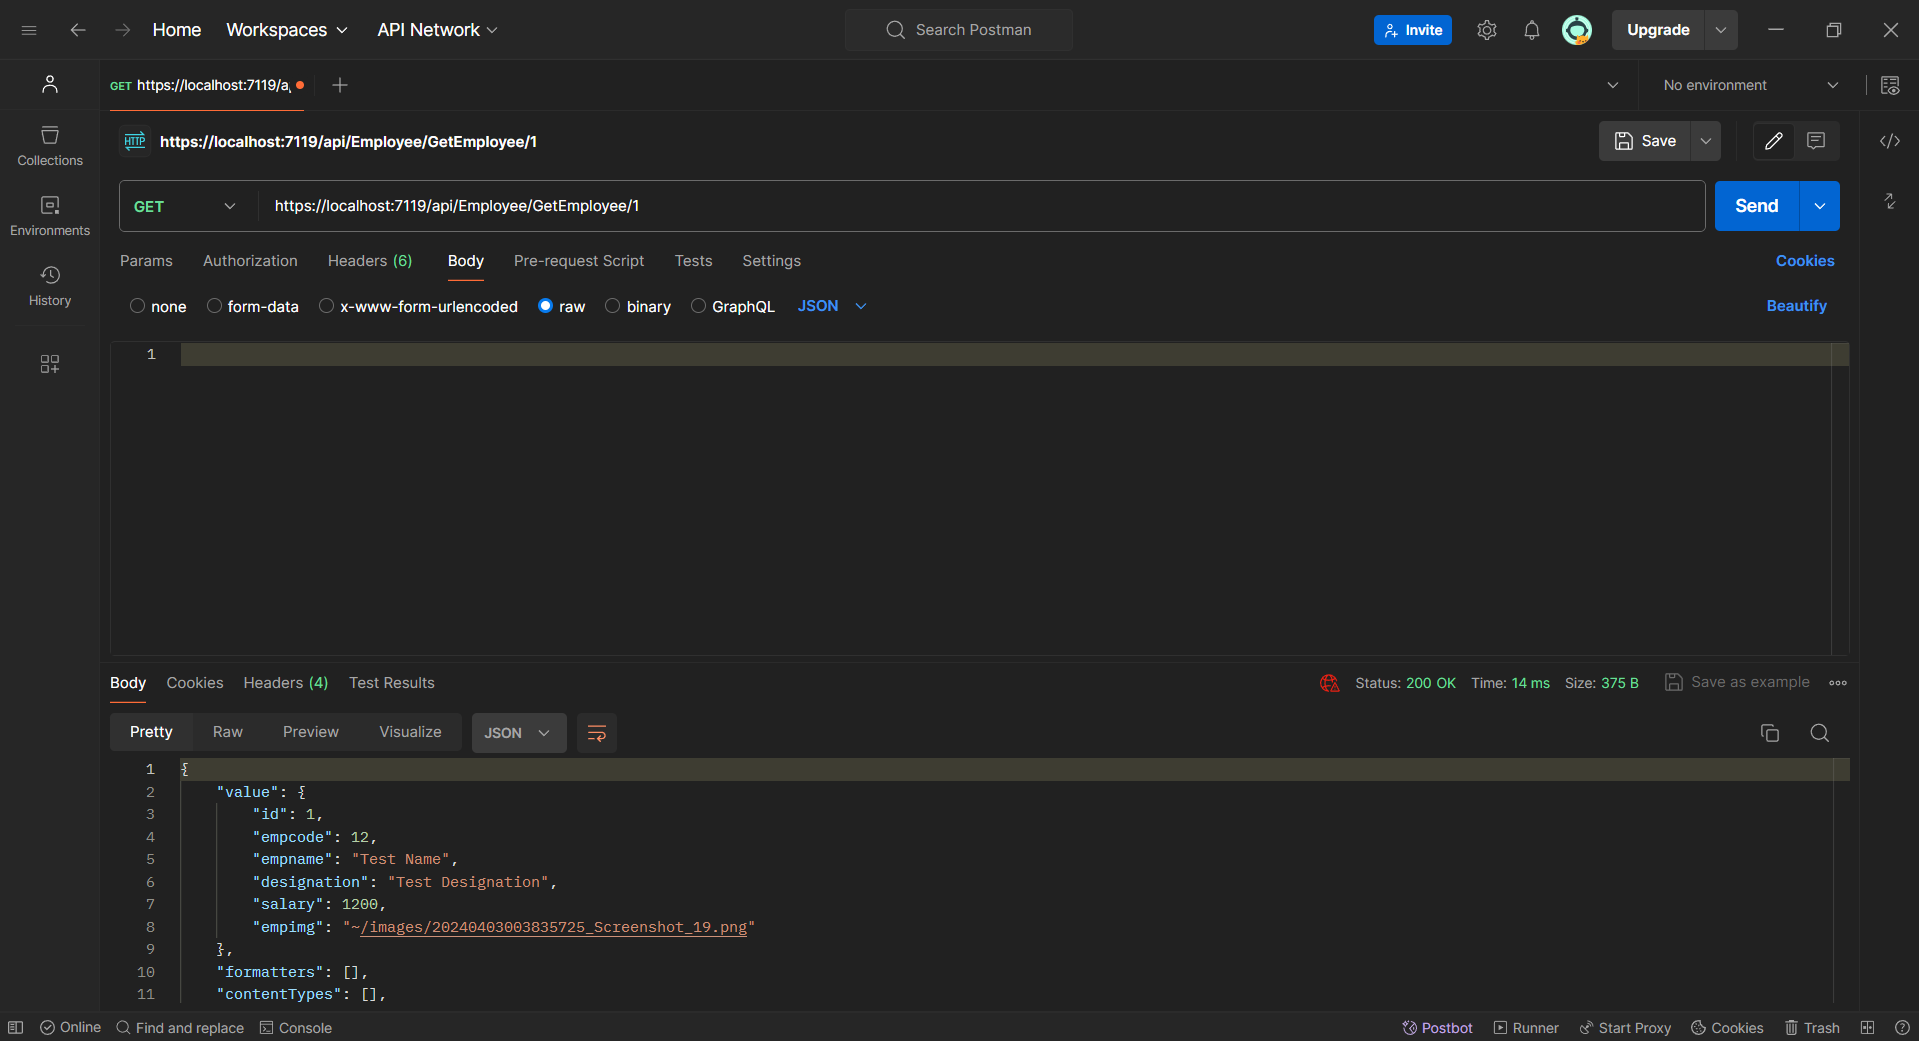 Home Workspaces API Network Search Postman Invite Upgrade
GET https://localhost:7119/a No environment
HTTP https://localhost:7119/api/Employee/GetEmployee/1 Save
Collections
Environments
History
GET https://localhost:7119/api/Employee/GetEmployee/1 Send
Params Authorization Headers (6) Body Pre-request Script Tests Settings Cookies
none form-data x-www-form-urlencoded raw binary GraphQL JSON Beautify
1
Body Cookies Headers (4) Test Results Status: 200 OK Time: 14 ms Size: 375 B Save as example
Pretty Raw Preview Visualize JSON
1 {
2 "value": {
3 "id": 1,
4 "empcode": 12,
5 "empname": "Test Name",
6 "designation": "Test Designation",
7 "salary": 1200,
8 "empimg": "~/images/20240403003835725_Screenshot_19.png"
9 },
10 "formatters": [],
11 "contentTypes": [],
Online Find and replace Console Postbot Runner Start Proxy Cookies Trash